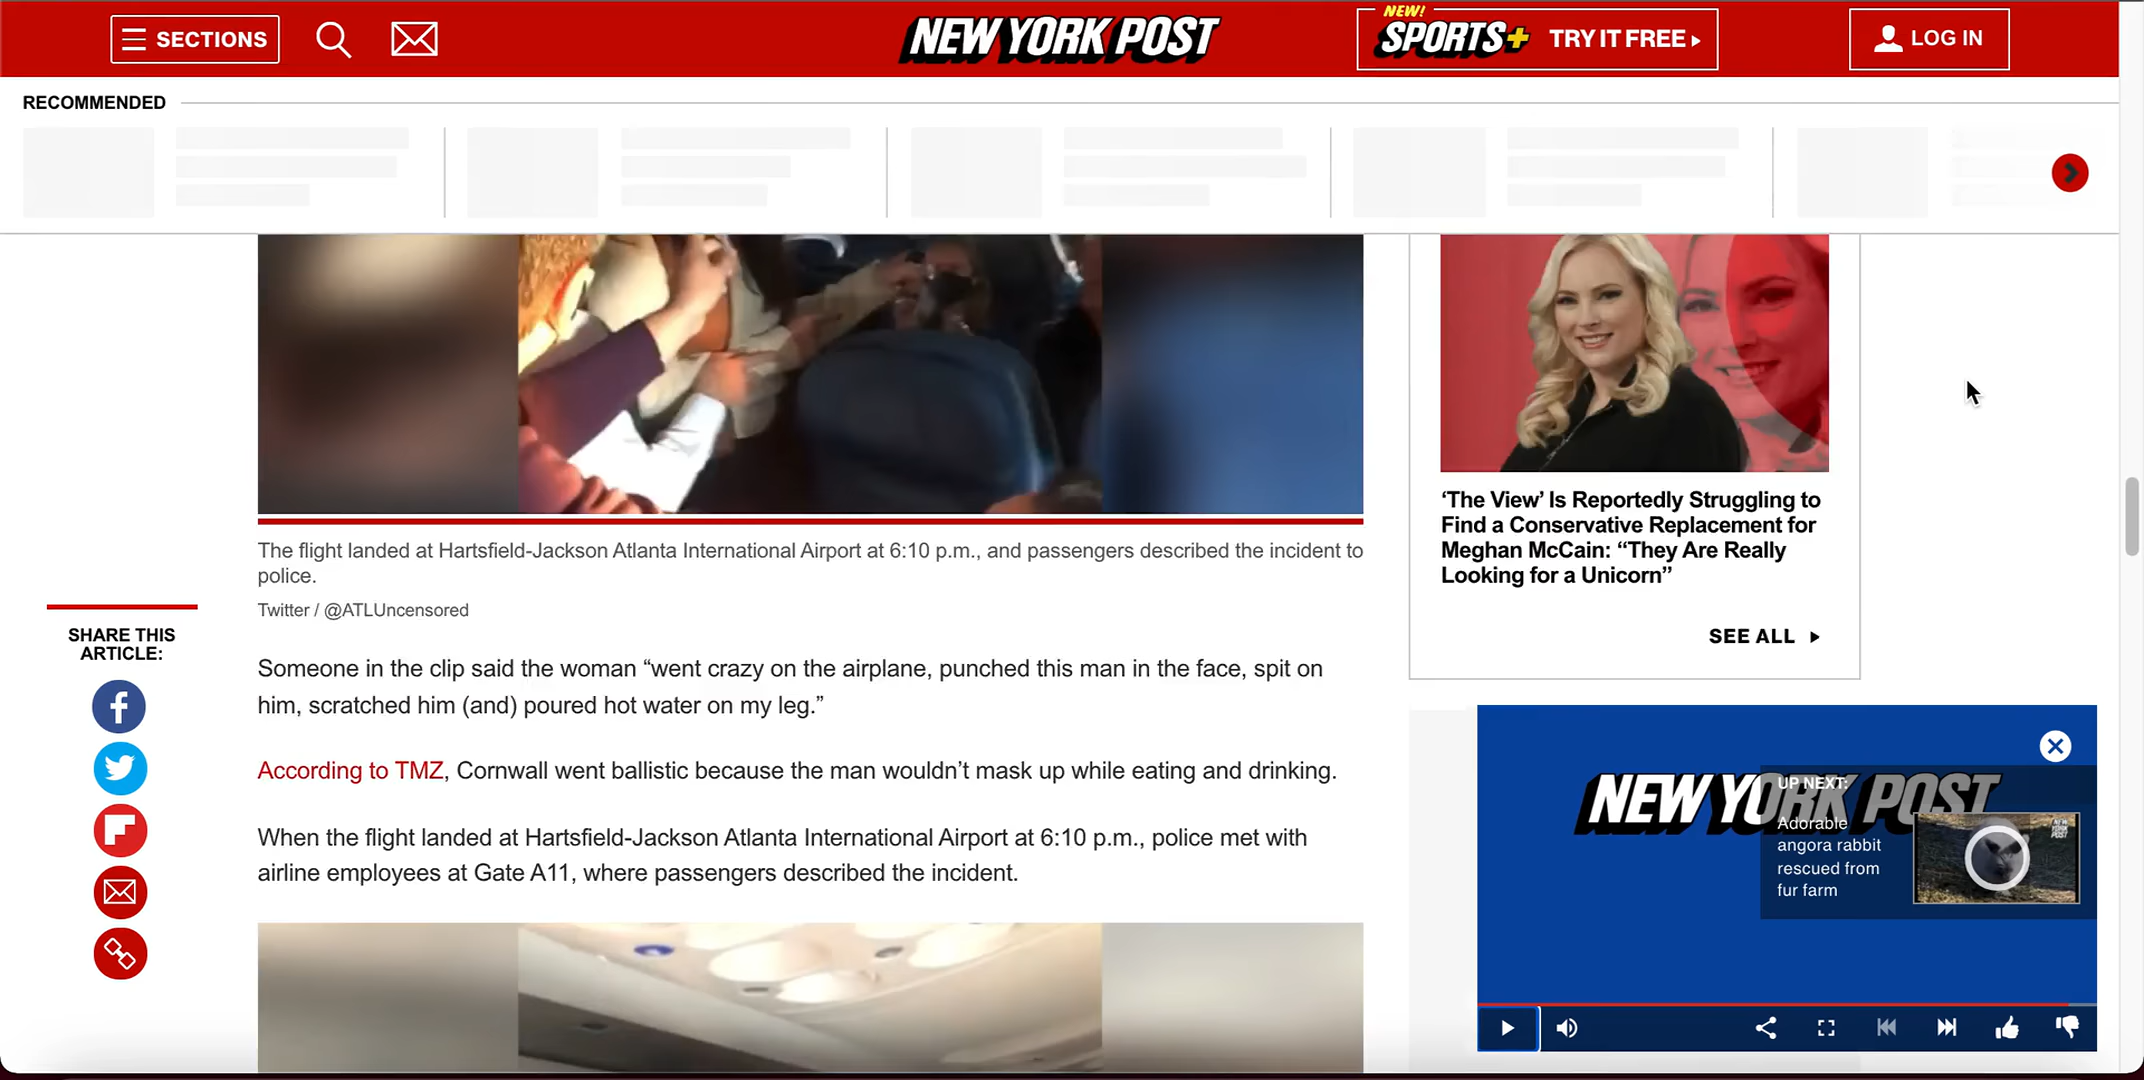 SECTIONS
NEW YORK POST
NEW!
SPORTS+ TRY IT FREE
LOG IN
RECOMMENDED
The flight landed at Hartsfield-Jackson Atlanta International Airport at 6:10 p.m., and passengers described the incident to
police.
Twitter / @ATLUncensored
SHARE THIS
ARTICLE:
Someone in the clip said the woman “went crazy on the airplane, punched this man in the face, spit on
him, scratched him (and) poured hot water on my leg.”
According to TMZ, Cornwall went ballistic because the man wouldn’t mask up while eating and drinking.
When the flight landed at Hartsfield-Jackson Atlanta International Airport at 6:10 p.m., police met with
airline employees at Gate A11, where passengers described the incident.
‘The View’ Is Reportedly Struggling to
Find a Conservative Replacement for
Meghan McCain: “They Are Really
Looking for a Unicorn”
SEE ALL
NEW YORK POST
UP NEXT:
Adorable
angora rabbit
rescued from
fur farm
NEW
YORK
POST